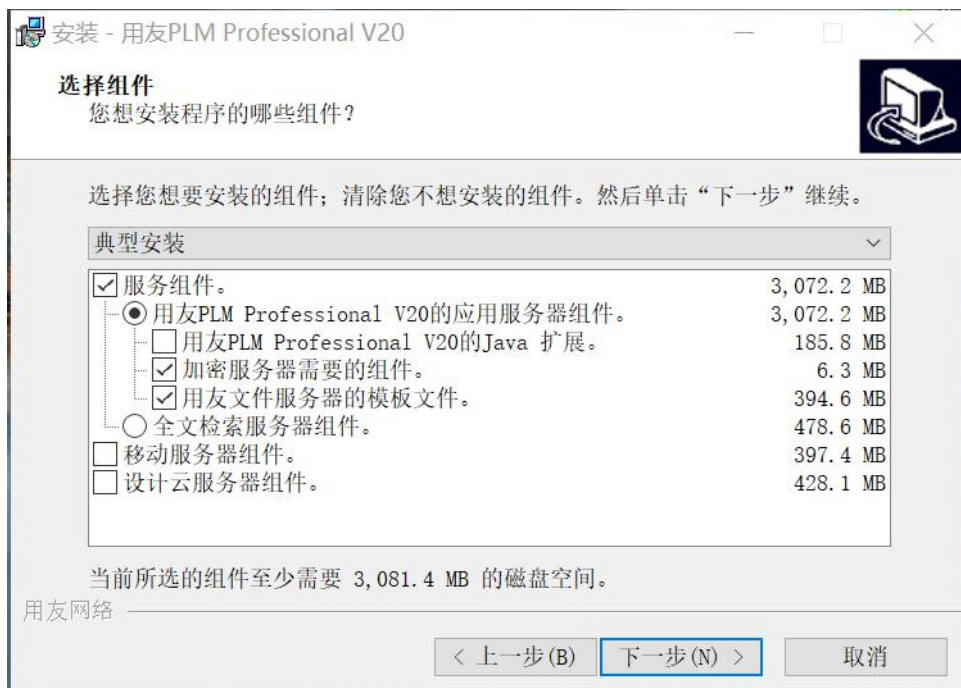 安装 - 用友PLM Professional V20
选择组件
您想安装程序的哪些组件?
选择您想要安装的组件；清除您不想安装的组件。然后单击“下一步”继续。
典型安装
服务组件。 3,072.2 MB
用友PLM Professional V20的应用服务器组件。 3,072.2 MB
用友PLM Professional V20的Java 扩展。 185.8 MB
加密服务器需要的组件。 6.3 MB
用友文件服务器的模板文件。 394.6 MB
全文检索服务器组件。 478.6 MB
移动服务器组件。 397.4 MB
设计云服务器组件。 428.1 MB
当前所选的组件至少需要 3,081.4 MB 的磁盘空间。
用友网络
< 上一步(B) 下一步(N) > 取消